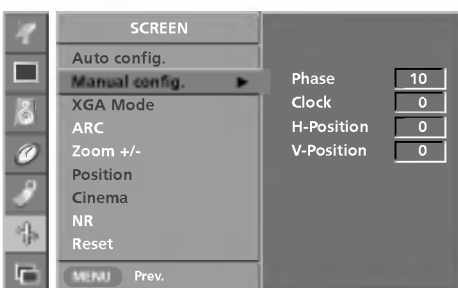 SCREEN
Auto config.
Manual config. ►
XGA Mode
ARC
Zoom +/-
Position
Cinema
NR
Reset
MENU Prev.
Phase 10
Clock 0
H-Position 0
V-Position 0